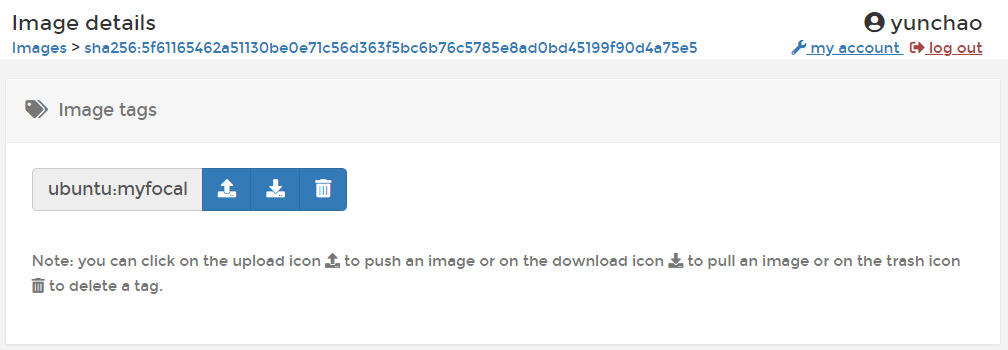 Image details
yunchao
Images > sha256:5f61165462a51130be0e71c56d363f5bc6b76c5785e8ad0bd45199f90d4a75e5
my account log out
Image tags
ubuntu:myfocal
Note: you can click on the upload icon to push an image or on the download icon to pull an image or on the trash icon
to delete a tag.